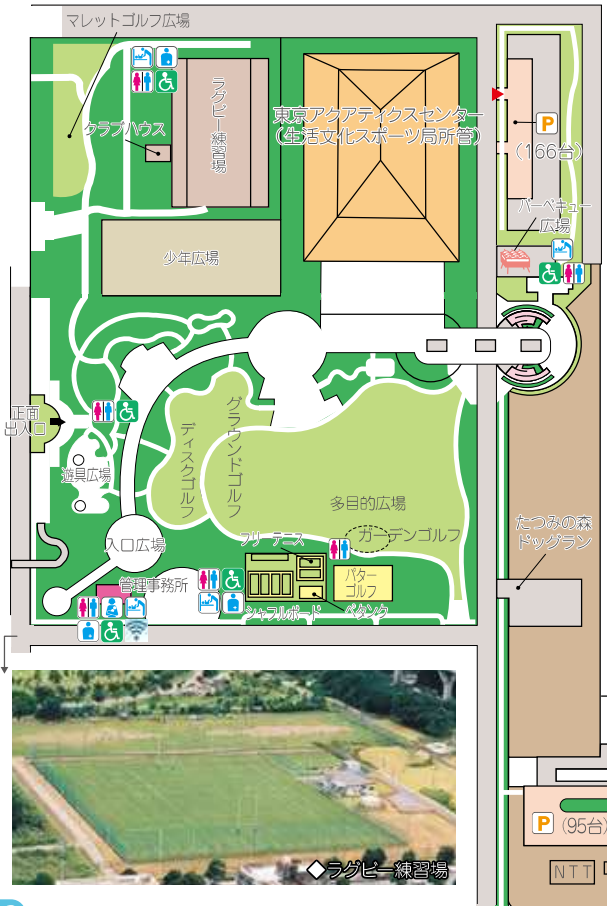 マレットゴルフ広場
クラブハウス
ラグビー練習場
東京アクアティクスセンター
(生活文化スポーツ局所管)
P
(166台)
バーベキュー
広場
少年広場
正面
出入口
遊具広場
ディスクゴルフ
グラウンドゴルフ
多目的広場
ガーデンゴルフ
入口広場
フリーテニス
管理事務所
パター
ゴルフ
シャフルボード
ペタンク
たつみの森
ドッグラン
◇ラグビー練習場
P
(95台)
NTT